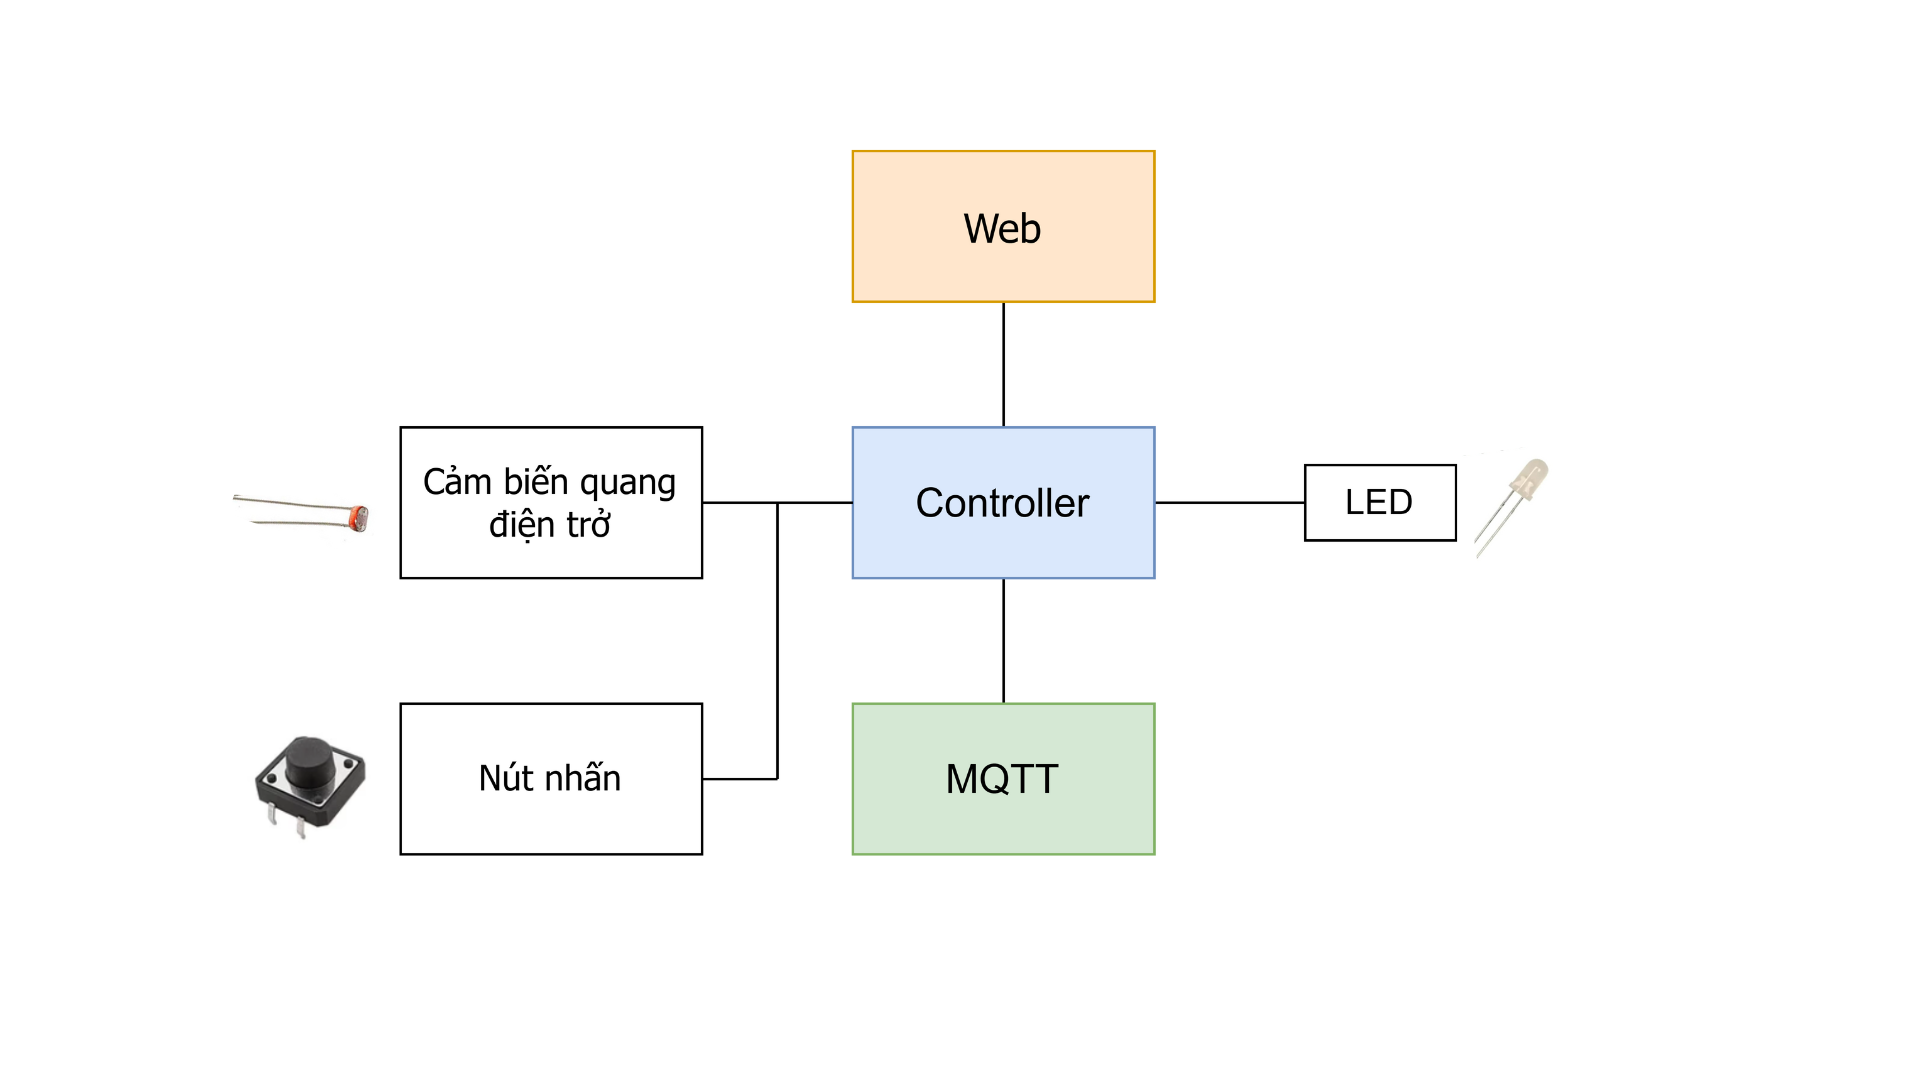 Web
Cảm biến quang
điện trở
Controller
LED
Nút nhấn
MQTT